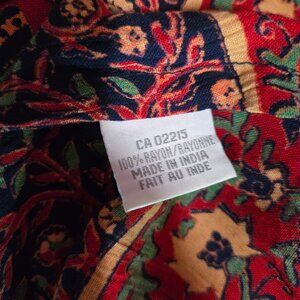 CA 02215
100% RAYON/RAYONNE
MADE IN INDIA
FAIT AU INDE